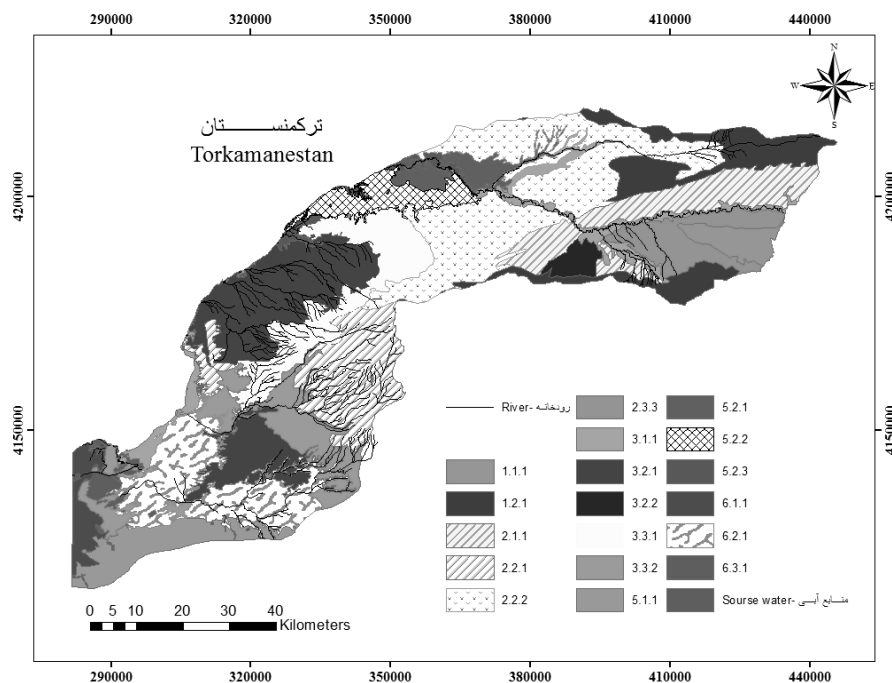 290000 320000 350000 380000 410000 440000
N
W E
S
تركمنســـــــتان
Torkamanestan
4200000 4200000
4150000 4150000
River- رودخانـه
1.1.1
1.2.1
2.1.1
2.2.1
2.2.2
2.3.3
3.1.1
3.2.1
3.2.2
3.3.1
3.3.2
5.1.1
5.2.1
5.2.2
5.2.3
6.1.1
6.2.1
6.3.1
Sourse water- منـابع آبـی
0 5 10 20 30 40
Kilometers
290000 320000 350000 380000 410000 440000